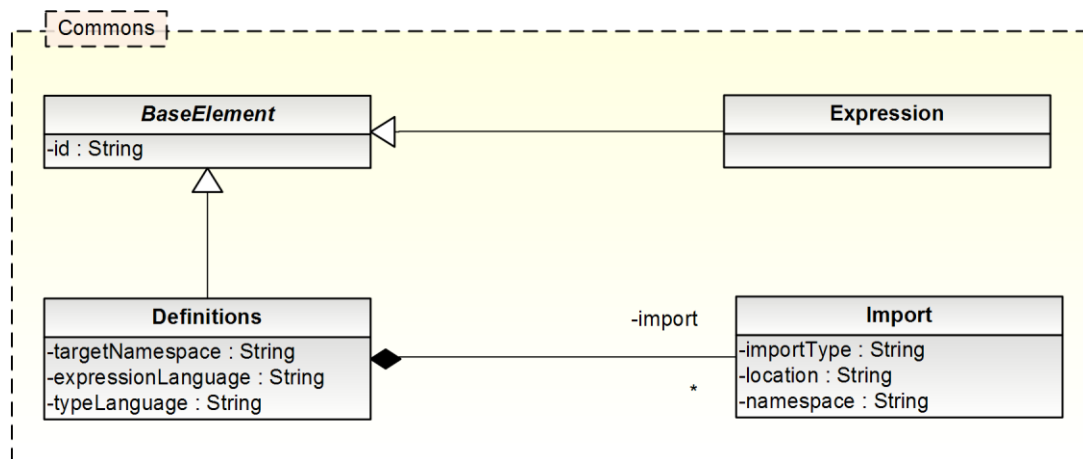 Commons
BaseElement
-id : String
Expression
Definitions
-targetNamespace : String
-expressionLanguage : String
-typeLanguage : String
-import
*
Import
-importType : String
-location : String
-namespace : String